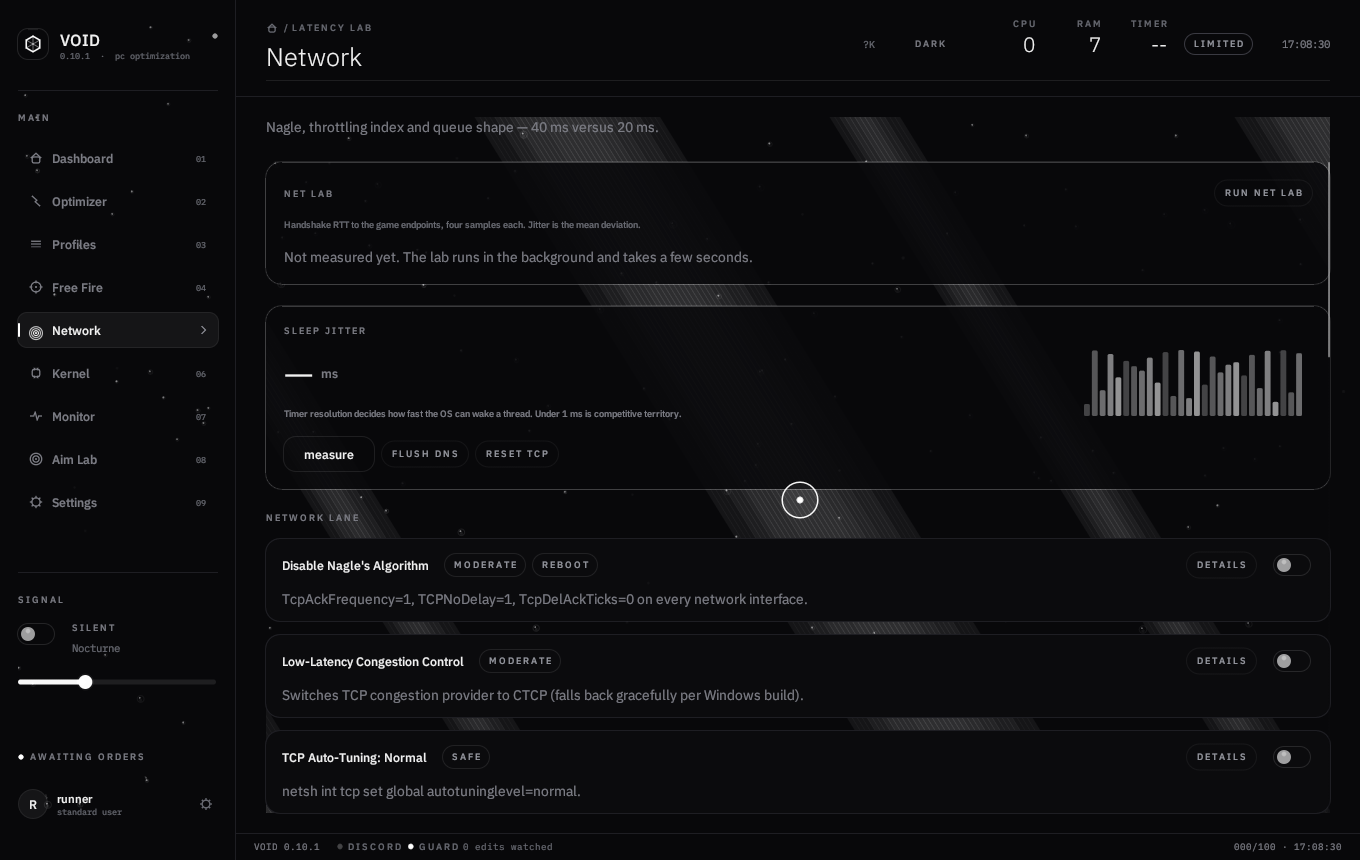 VOID
0.10.1 · pc optimization
MAIN
Dashboard 01
Optimizer 02
Profiles 03
Free Fire 04
Network
Kernel 06
Monitor 07
Aim Lab 08
Settings 09
SIGNAL
SILENT
Nocturne
AWAITING ORDERS
R
runner
standard user
/ LATENCY LAB
Network
?K
DARK
CPU
0
RAM
7
TIMER
--
LIMITED
17:08:30
Nagle, throttling index and queue shape — 40 ms versus 20 ms.
NET LAB
RUN NET LAB
Handshake RTT to the game endpoints, four samples each. Jitter is the mean deviation.
Not measured yet. The lab runs in the background and takes a few seconds.
SLEEP JITTER
— ms
Timer resolution decides how fast the OS can wake a thread. Under 1 ms is competitive territory.
measure FLUSH DNS RESET TCP
NETWORK LANE
Disable Nagle's Algorithm MODERATE REBOOT DETAILS
TcpAckFrequency=1, TCPNoDelay=1, TcpDelAckTicks=0 on every network interface.
Low-Latency Congestion Control MODERATE DETAILS
Switches TCP congestion provider to CTCP (falls back gracefully per Windows build).
TCP Auto-Tuning: Normal SAFE DETAILS
netsh int tcp set global autotuninglevel=normal.
VOID 0.10.1 DISCORD GUARD 0 edits watched 000/100 · 17:08:30